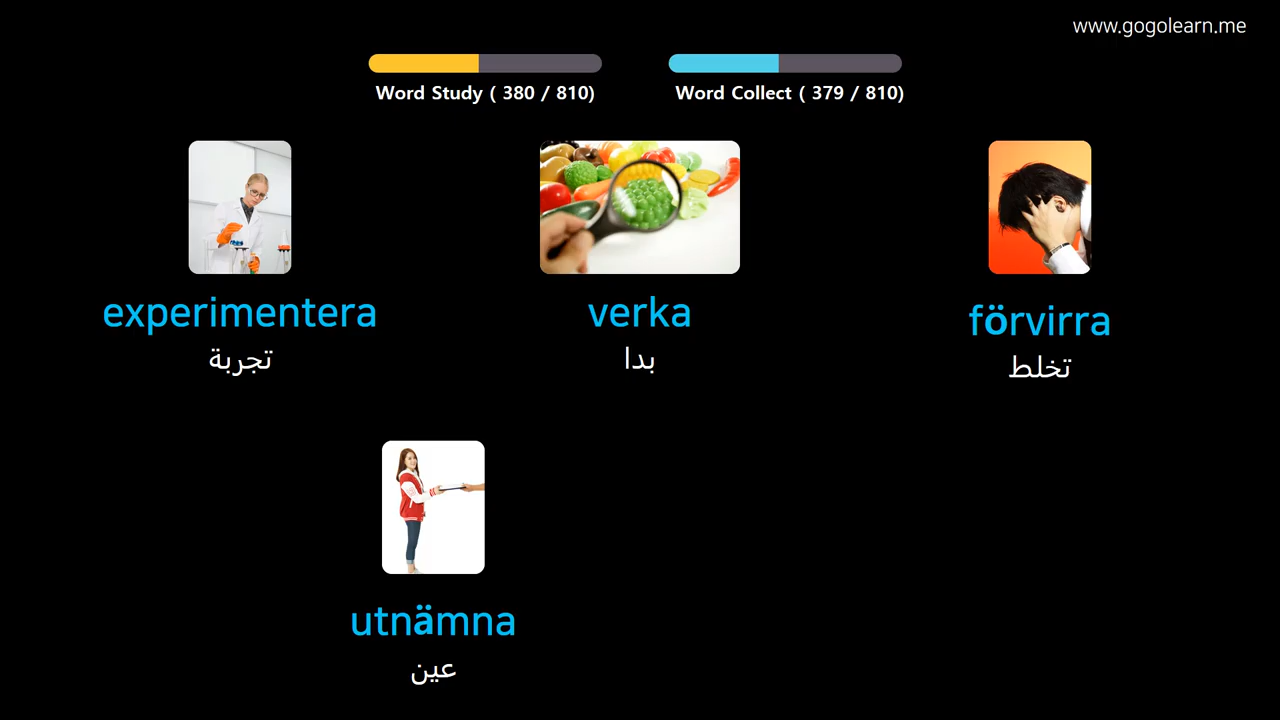 www.gogolearn.me
Word Study ( 380 / 810)
Word Collect ( 379 / 810)
experimentera
تجربة
verka
بدا
förvirra
تخلط
utnämna
عين